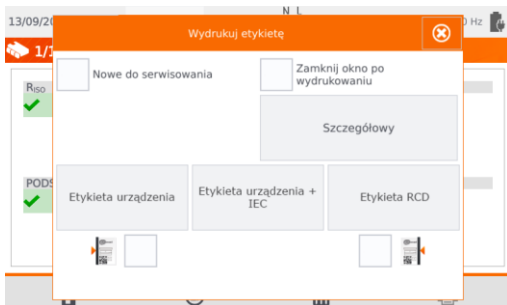 N L
13/09/20
0 Hz
Wydrukuj etykietę
1/1
Nowe do serwisowania
Zamknij okno po
wydrukowaniu
RISO
Szczegółowy
PODS
Etykieta urządzenia
Etykieta urządzenia +
IEC
Etykieta RCD